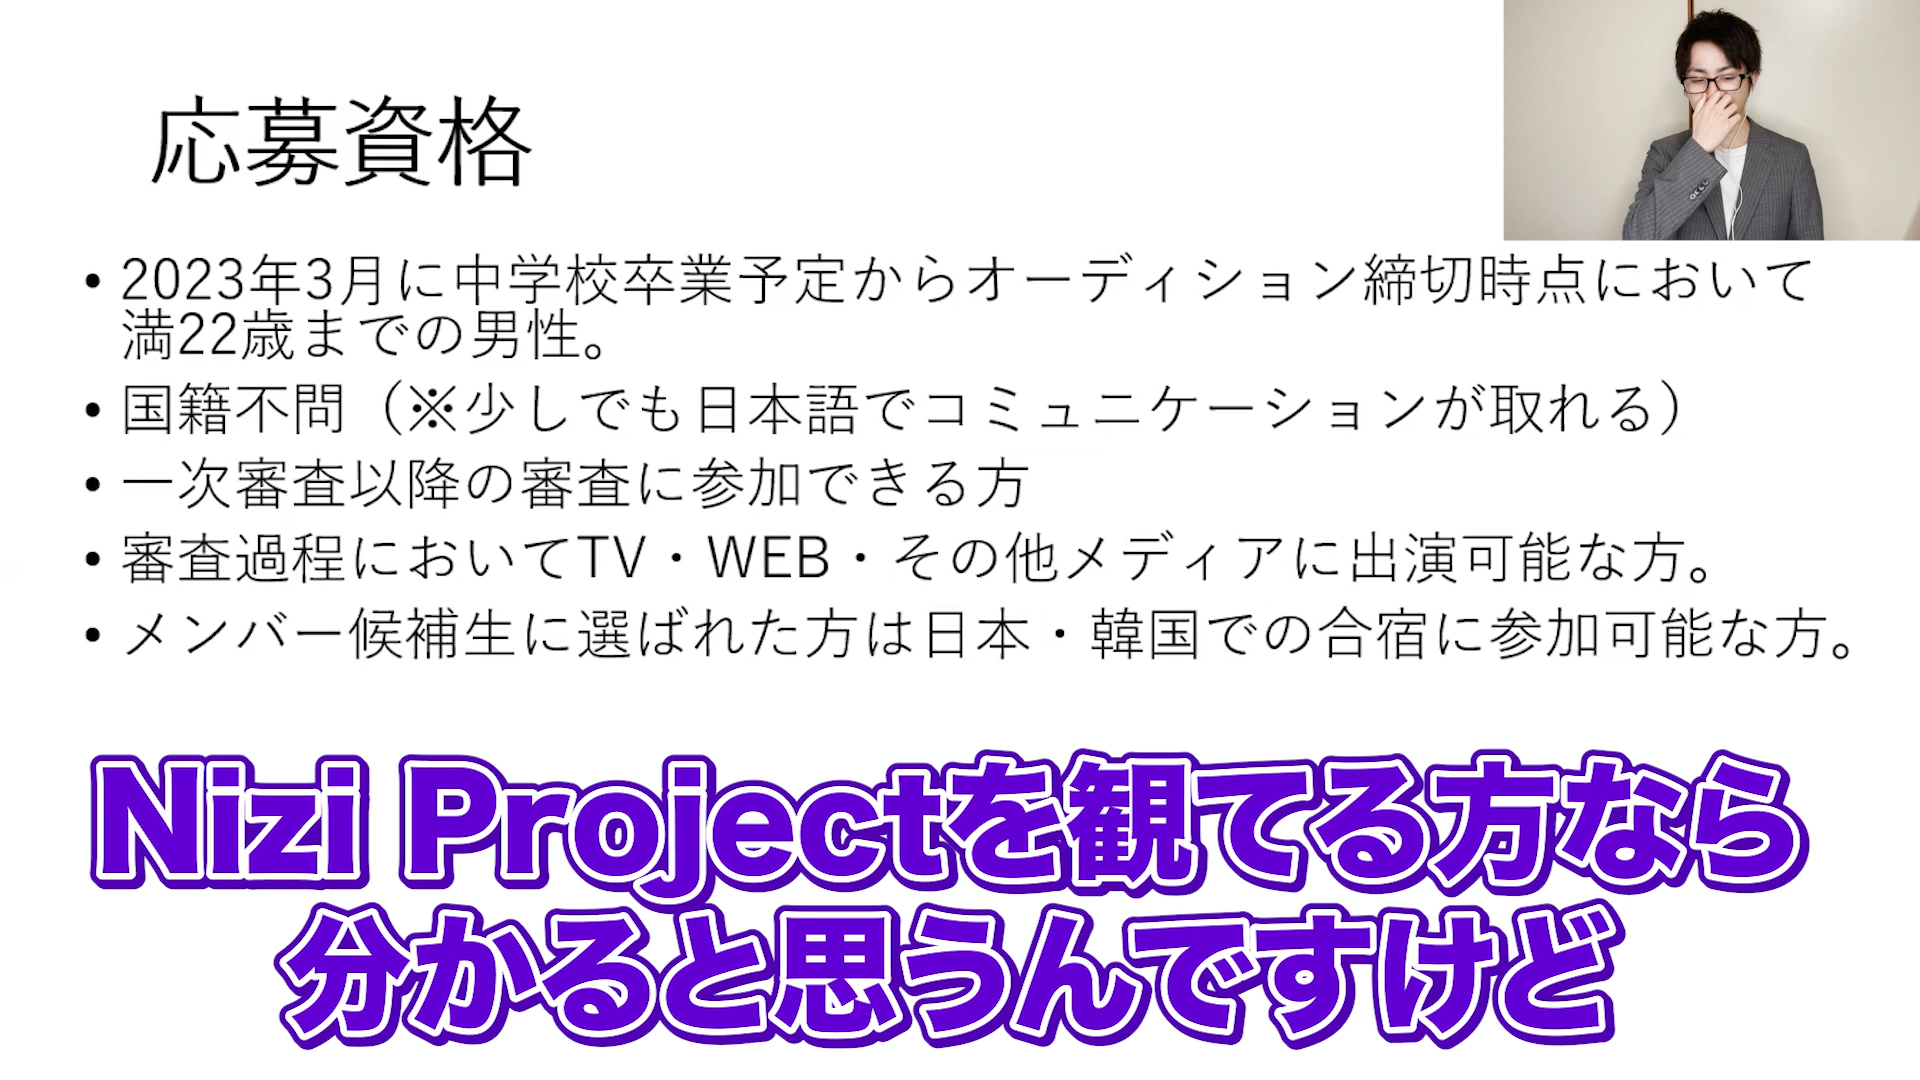 応募資格
• 2023年3月に中学校卒業予定からオーディション締切時点において
満22歳までの男性。
• 国籍不問（※少しでも日本語でコミュニケーションが取れる）
• 一次審査以降の審査に参加できる方
• 審査過程においてTV・WEB・その他メディアに出演可能な方。
• メンバー候補生に選ばれた方は日本・韓国での合宿に参加可能な方。
Nizi Projectを観てる方なら
分かると思うんですけど